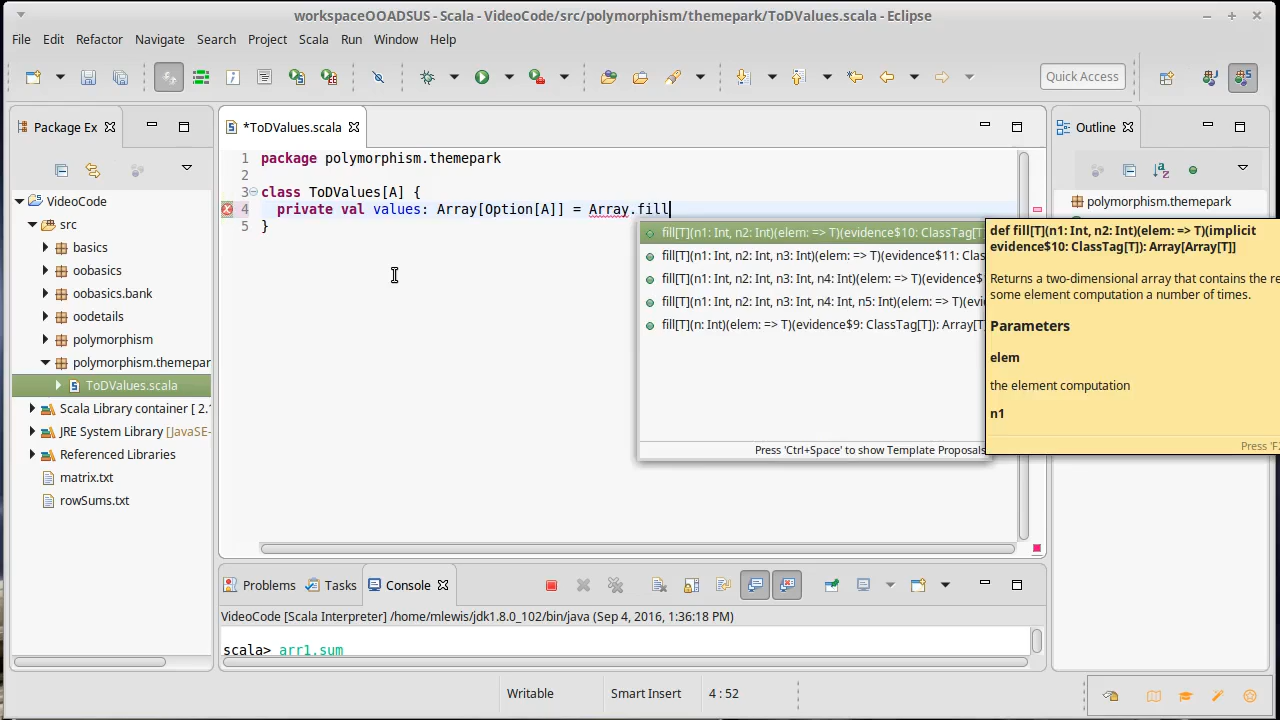 workspaceOOADSUS - Scala - VideoCode/src/polymorphism/themepark/ToDValues.scala - Eclipse
File Edit Refactor Navigate Search Project Scala Run Window Help
Quick Access
Package Ex
*ToDValues.scala
Outline
VideoCode
src
basics
oobasics
oobasics.bank
oodetails
polymorphism
polymorphism.themepar
ToDValues.scala
Scala Library container [ 2.
JRE System Library [JavaSE-
Referenced Libraries
matrix.txt
rowSums.txt
1 package polymorphism.themepark
2
3 class ToDValues[A] {
4 private val values: Array[Option[A]] = Array.fill
5 }
fill[T](n1: Int, n2: Int)(elem: => T)(evidence$10: ClassTag[T
fill[T](n1: Int, n2: Int, n3: Int)(elem: => T)(evidence$11: Clas
fill[T](n1: Int, n2: Int, n3: Int, n4: Int)(elem: => T)(evidence$
fill[T](n1: Int, n2: Int, n3: Int, n4: Int, n5: Int)(elem: => T)(evi
fill[T](n: Int)(elem: => T)(evidence$9: ClassTag[T]): Array[T
Press 'Ctrl+Space' to show Template Proposals
polymorphism.themepark
def fill[T](n1: Int, n2: Int)(elem: => T)(implicit
evidence$10: ClassTag[T]): Array[Array[T]]
Returns a two-dimensional array that contains the re
some element computation a number of times.
Parameters
elem
the element computation
n1
Press 'F2
Problems Tasks Console
VideoCode [Scala Interpreter] /home/mlewis/jdk1.8.0_102/bin/java (Sep 4, 2016, 1:36:18 PM)
scala> arr1.sum
Writable Smart Insert 4 : 52